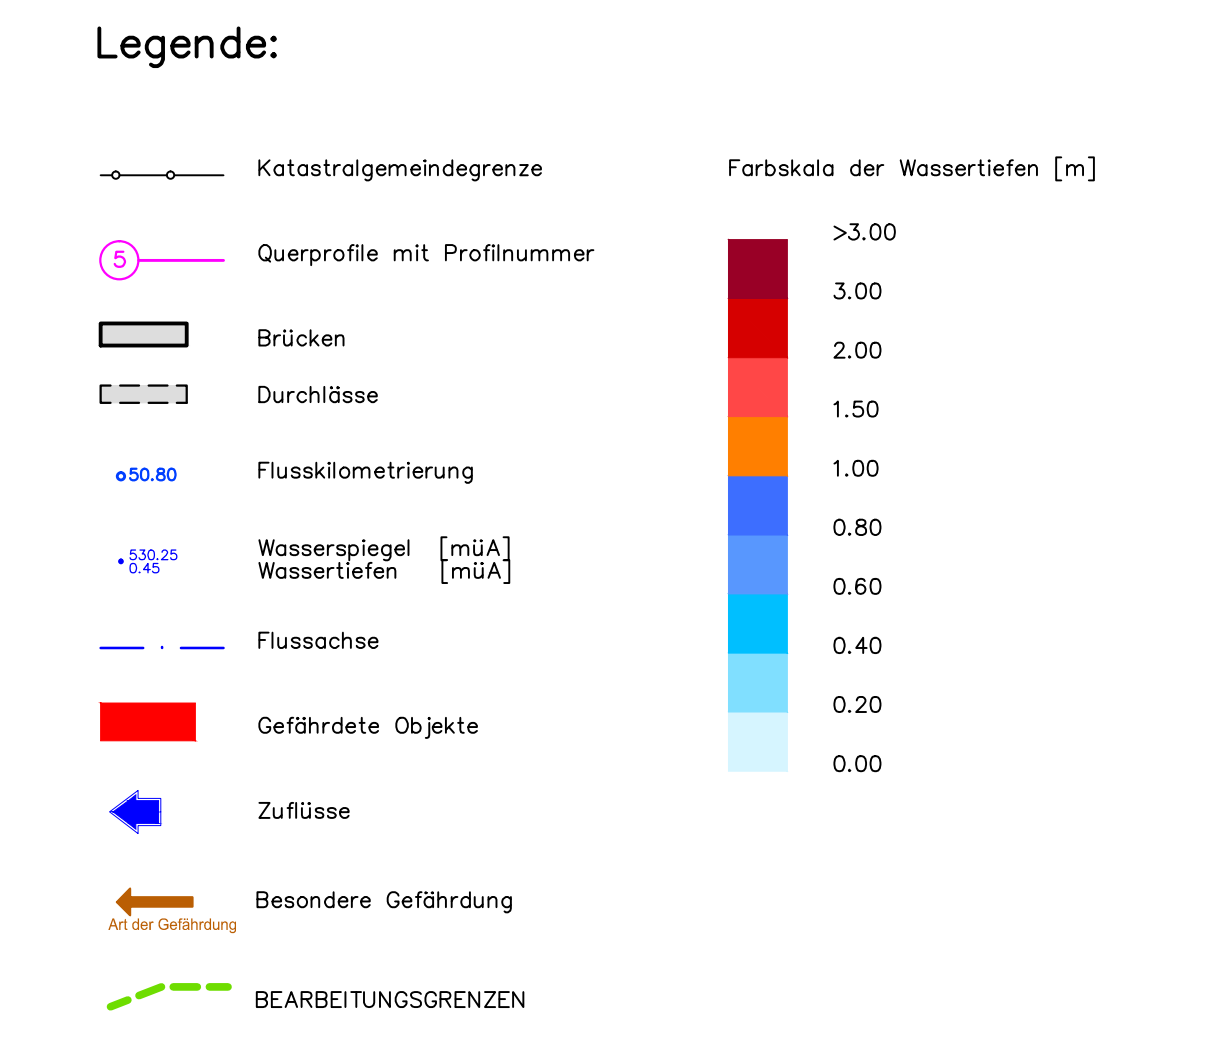 Legende:
Katastralgemeindegrenze
5
Querprofile mit Profilnummer
Brücken
Durchlässe
50.80
Flusskilometrierung
530.25
0.45
Wasserspiegel [müA]
Wassertiefen [müA]
Flussachse
Gefährdete Objekte
Zuflüsse
Besondere Gefährdung
Art der Gefährdung
BEARBEITUNGSGRENZEN
Farbskala der Wassertiefen [m]
>3.00
3.00
2.00
1.50
1.00
0.80
0.60
0.40
0.20
0.00